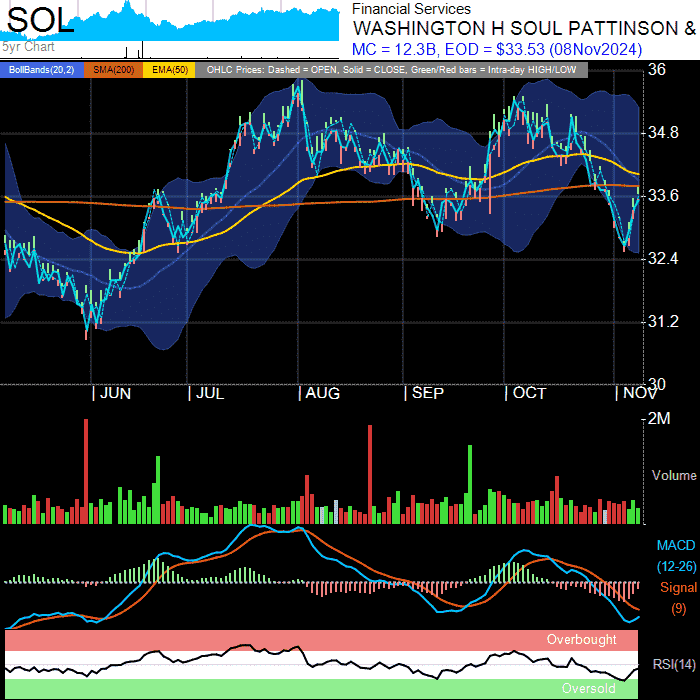 SOL
5yr Chart
Financial Services
WASHINGTON H SOUL PATTINSON &
MC = 12.3B, EOD = $33.53 (08Nov2024)
BollBands(20,2) SMA(200) EMA(50) OHLC Prices: Dashed = OPEN, Solid = CLOSE, Green/Red bars = Intra-day HIGH/LOW
36
34.8
33.6
32.4
31.2
30
JUN JUL AUG SEP OCT NOV
2M
Volume
MACD
(12-26)
Signal
(9)
Overbought
RSI(14)
Oversold